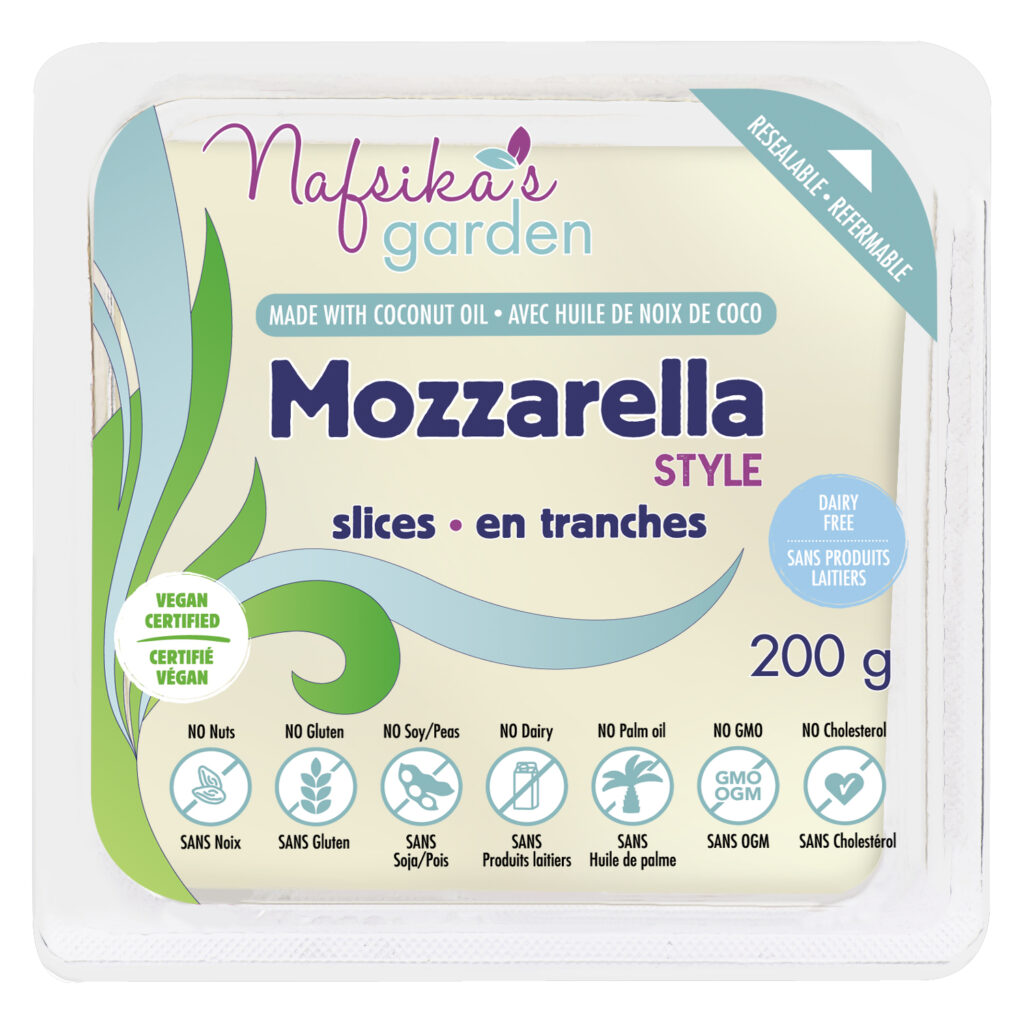 Nafsika's
garden
RESEALABLE • REFERMABLE
MADE WITH COCONUT OIL • AVEC HUILE DE NOIX DE COCO
Mozzarella
STYLE
slices • en tranches
DAIRY
FREE
SANS PRODUITS
LAITIERS
VEGAN
CERTIFIED
CERTIFIÉ
VÉGAN
200 g
NO Nuts
SANS Noix
NO Gluten
SANS Gluten
NO Soy/Peas
SANS
Soja/Pois
NO Dairy
SANS
Produits laitiers
NO Palm oil
SANS
Huile de palme
NO GMO
GMO
OGM
SANS OGM
NO Cholesterol
SANS Cholestérol